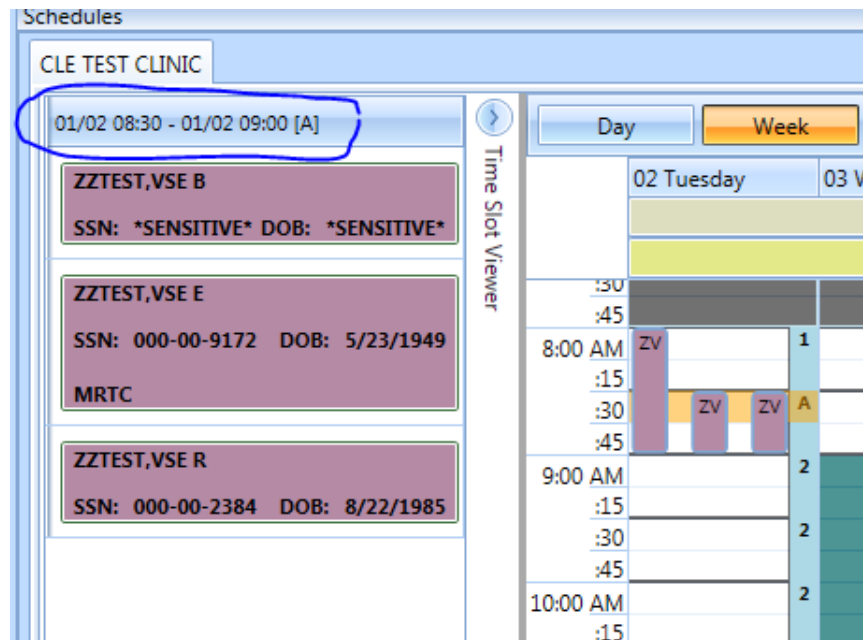 Schedules
CLE TEST CLINIC
01/02 08:30 - 01/02 09:00 [A]
ZZTEST,VSE B
SSN: *SENSITIVE* DOB: *SENSITIVE*
ZZTEST,VSE E
SSN: 000-00-9172 DOB: 5/23/1949
MRTC
ZZTEST,VSE R
SSN: 000-00-2384 DOB: 8/22/1985
Time Slot Viewer
Day Week
02 Tuesday 03 W
:30
:45
8:00 AM ZV 1
:15
:30 ZV ZV A
:45
9:00 AM 2
:15
:30 2
:45
10:00 AM 2
:15